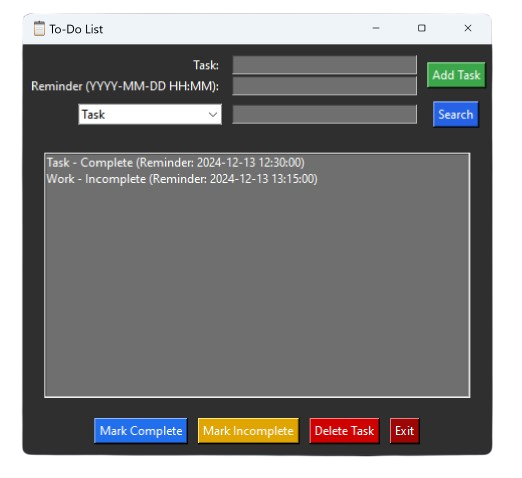 To-Do List
Task:
Add Task
Reminder (YYYY-MM-DD HH:MM):
Task
Search
Task - Complete (Reminder: 2024-12-13 12:30:00)
Work - Incomplete (Reminder: 2024-12-13 13:15:00)
Mark Complete Mark Incomplete Delete Task Exit